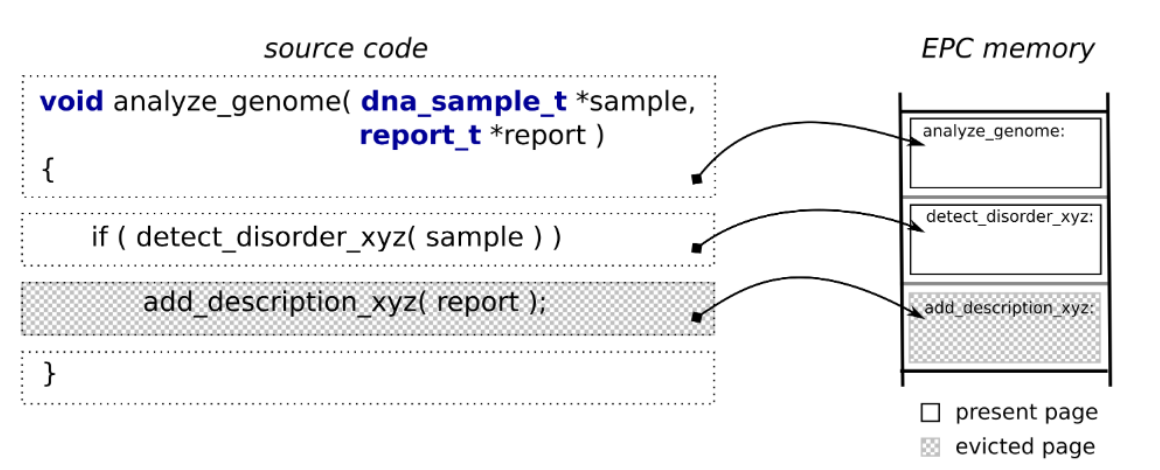 source code
void analyze_genome( dna_sample_t *sample,
report_t *report )
{
if ( detect_disorder_xyz( sample ) )
add_description_xyz( report );
}
EPC memory
analyze_genome:
detect_disorder_xyz:
add_description_xyz:
present page
evicted page